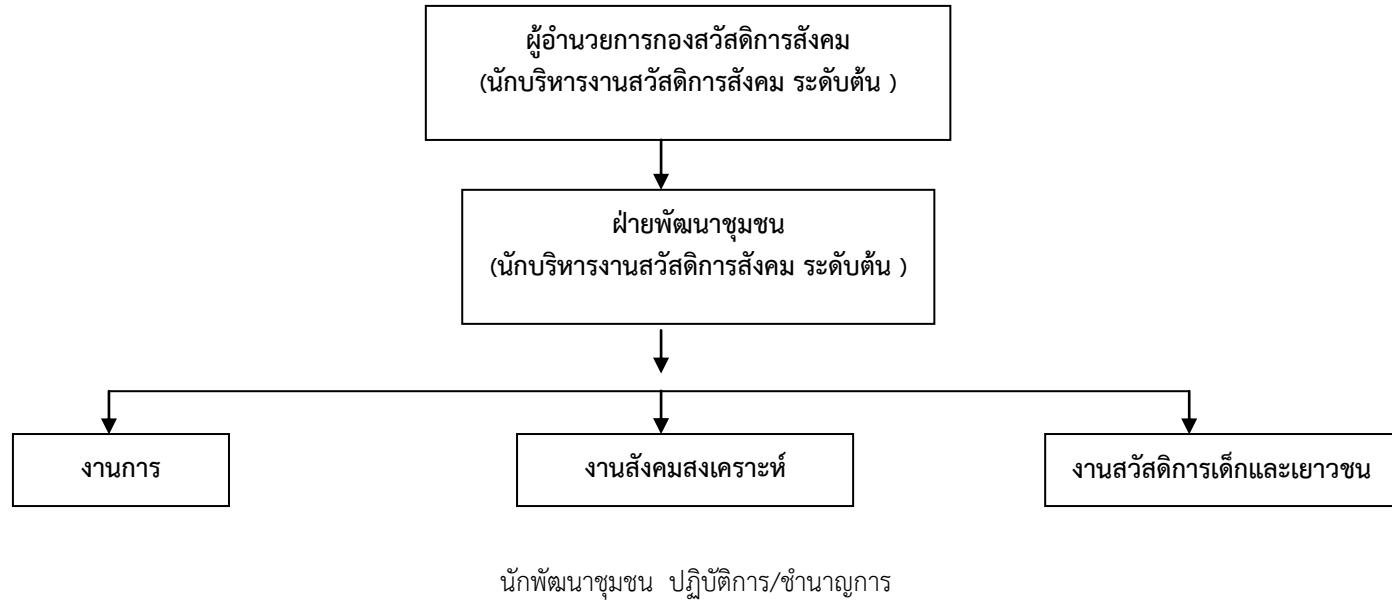 ผู้อำนวยการกองสวัสดิการสังคม
(นักบริหารงานสวัสดิการสังคม ระดับต้น )
ฝ่ายพัฒนาชุมชน
(นักบริหารงานสวัสดิการสังคม ระดับต้น )
งานการ
งานสังคมสงเคราะห์
งานสวัสดิการเด็กและเยาวชน
นักพัฒนาชุมชน ปฏิบัติการ/ชำนาญการ